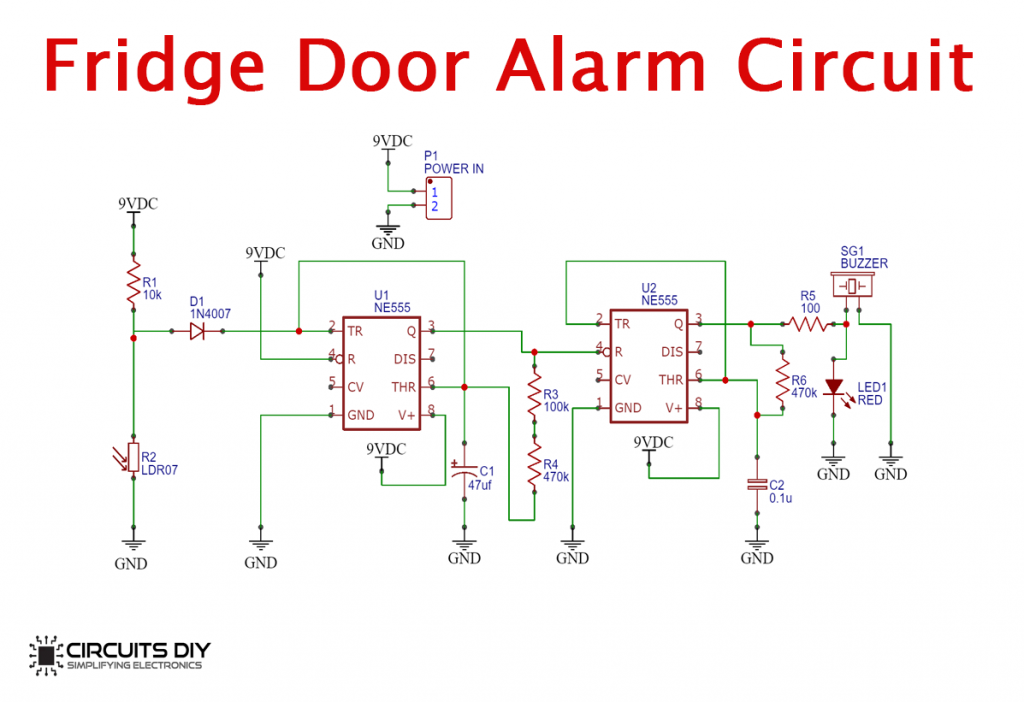 Fridge Door Alarm Circuit
9VDC
P1
POWER IN
1
2
GND
9VDC
R1
10k
D1
1N4007
R2
LDR07
GND
9VDC
U1
NE555
2 TR Q 3
4 R DIS 7
5 CV THR 6
1 GND V+ 8
9VDC
GND
C1
47uf
GND
R3
100k
R4
470k
U2
NE555
2 TR Q 3
4 R DIS 7
5 CV THR 6
1 GND V+ 8
9VDC
GND
R5
100
R6
470k
C2
0.1u
GND
SG1
BUZZER
LED1
RED
GND
GND
CIRCUITS DIY
SIMPLIFYING ELECTRONICS